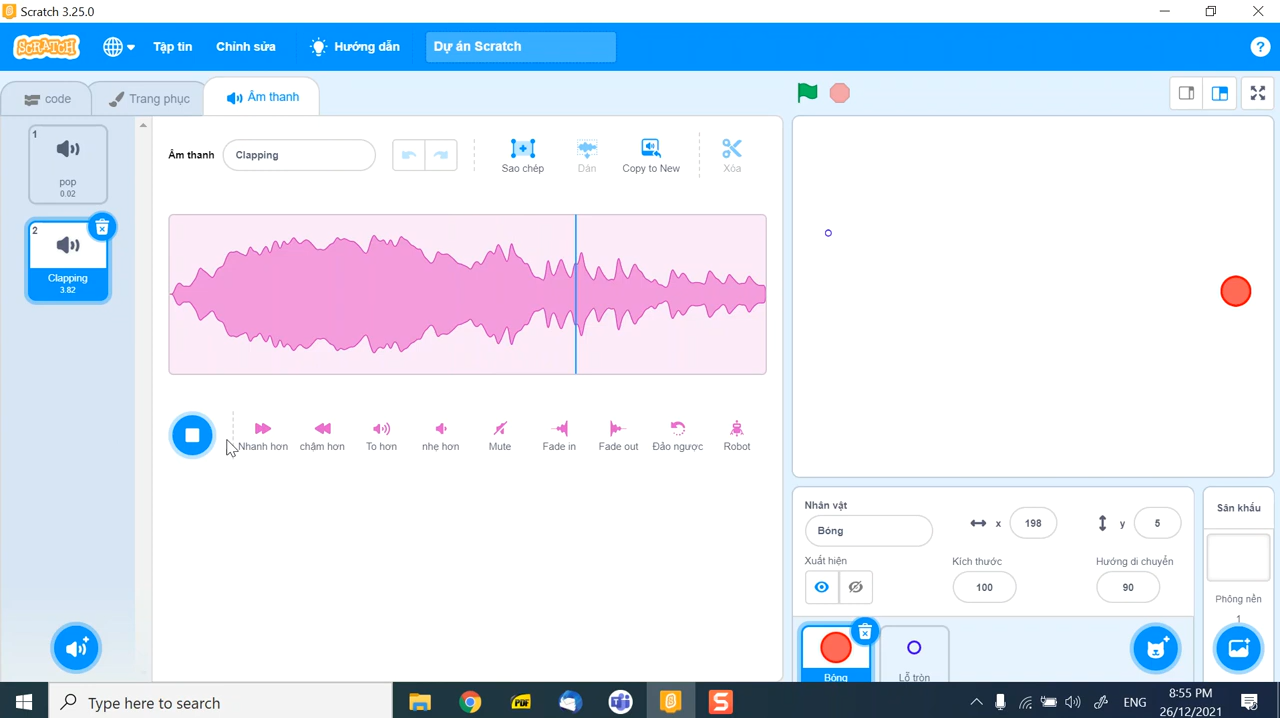 Scratch 3.25.0
SCRATCH
Tập tin
Chỉnh sửa
Hướng dẫn
Dự án Scratch
?
code
Trang phục
Âm thanh
1
pop
0.02
2
Clapping
3.82
Âm thanh
Clapping
Sao chép
Dán
Copy to New
Xóa
Nhanh hơn
chậm hơn
To hơn
nhẹ hơn
Mute
Fade in
Fade out
Đảo ngược
Robot
Nhân vật
Bóng
x
198
y
5
Xuất hiện
Kích thước
100
Hướng di chuyển
90
Bóng
Lỗ tròn
Sân khấu
Phông nền
1
Type here to search
PDF
S
ENG
8:55 PM
26/12/2021